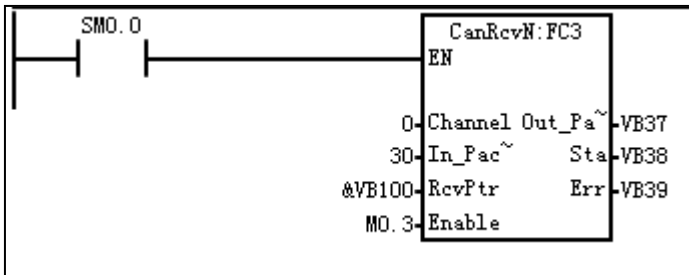 SM0.0
CanRcvN:FC3
EN
0 Channel Out_Pa~ VB37
30 In_Pac~ Sta VB38
&VB100 RcvPtr Err VB39
M0.3 Enable